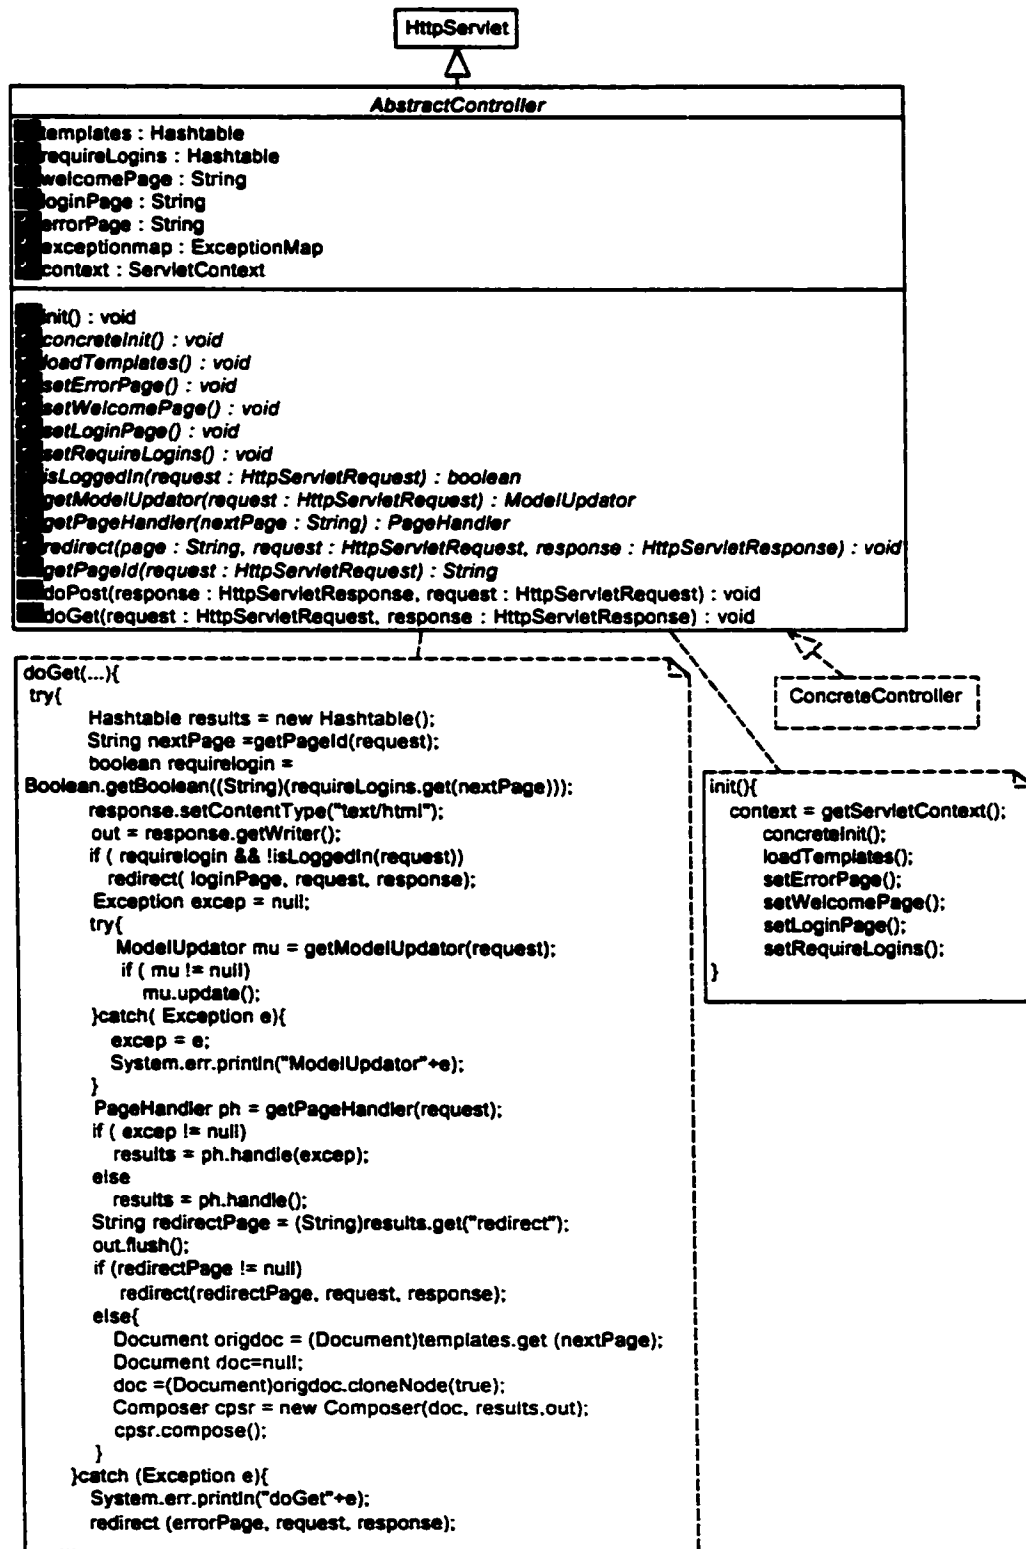 HttpServlet
AbstractController
templates : Hashtable
requireLogins : Hashtable
welcomePage : String
loginPage : String
errorPage : String
exceptionmap : ExceptionMap
context : ServletContext
init() : void
concreteInit() : void
loadTemplates() : void
setErrorPage() : void
setWelcomePage() : void
setLoginPage() : void
setRequireLogins() : void
isLoggedIn(request : HttpServletRequest) : boolean
getModelUpdator(request : HttpServletRequest) : ModelUpdator
getPageHandler(nextPage : String) : PageHandler
redirect(page : String, request : HttpServletRequest, response : HttpServletResponse) : void
getPageId(request : HttpServletRequest) : String
doPost(response : HttpServletResponse, request : HttpServletRequest) : void
doGet(request : HttpServletRequest, response : HttpServletResponse) : void
doGet(...){
try{
Hashtable results = new Hashtable();
String nextPage =getPageId(request);
boolean requirelogin =
Boolean.getBoolean((String)(requireLogins.get(nextPage)));
response.setContentType("text/html");
out = response.getWriter();
if ( requirelogin && !isLoggedIn(request))
redirect( loginPage, request, response);
Exception excep = null;
try{
ModelUpdator mu = getModelUpdator(request);
if ( mu != null)
mu.update();
}catch( Exception e){
excep = e;
System.err.println("ModelUpdator"+e);
}
PageHandler ph = getPageHandler(request);
if ( excep != null)
results = ph.handle(excep);
else
results = ph.handle();
String redirectPage = (String)results.get("redirect");
out.flush();
if (redirectPage != null)
redirect(redirectPage, request, response);
else{
Document origdoc = (Document)templates.get (nextPage);
Document doc=null;
doc =(Document)origdoc.cloneNode(true);
Composer cpsr = new Composer(doc, results,out);
cpsr.compose();
}
}catch (Exception e){
System.err.println("doGet"+e);
redirect (errorPage, request, response);
ConcreteController
init(){
context = getServletContext();
concreteInit();
loadTemplates();
setErrorPage();
setWelcomePage();
setLoginPage();
setRequireLogins();
}